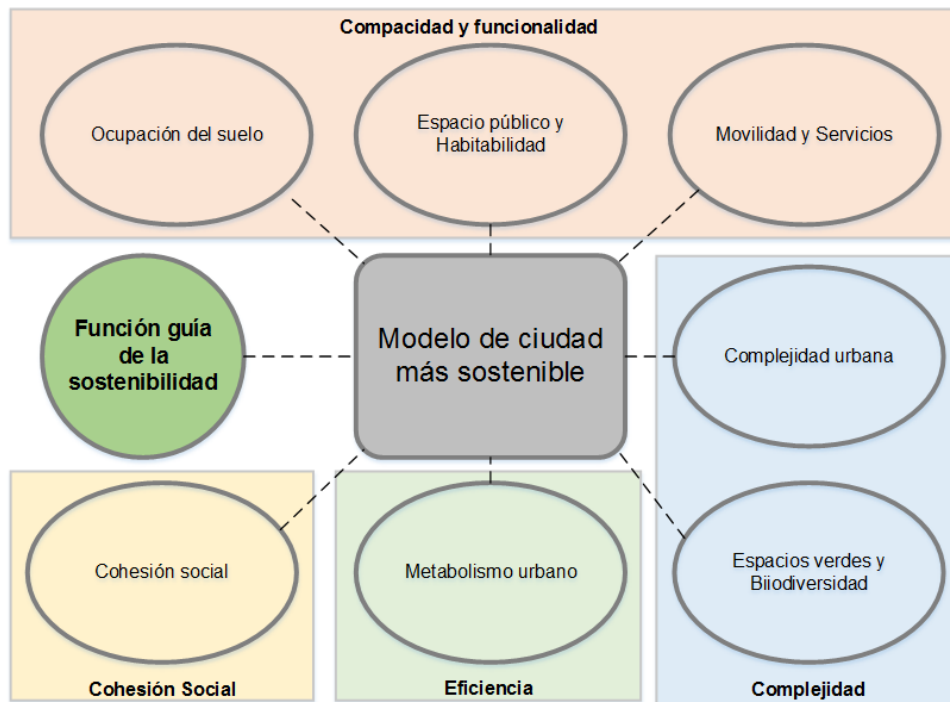 Compacidad y funcionalidad
Ocupación del suelo
Espacio público y
Habitabilidad
Movilidad y Servicios
Función guía
de la
sostenibilidad
Modelo de ciudad
más sostenible
Complejidad urbana
Cohesión social
Metabolismo urbano
Espacios verdes y
Biiodiversidad
Cohesión Social
Eficiencia
Complejidad